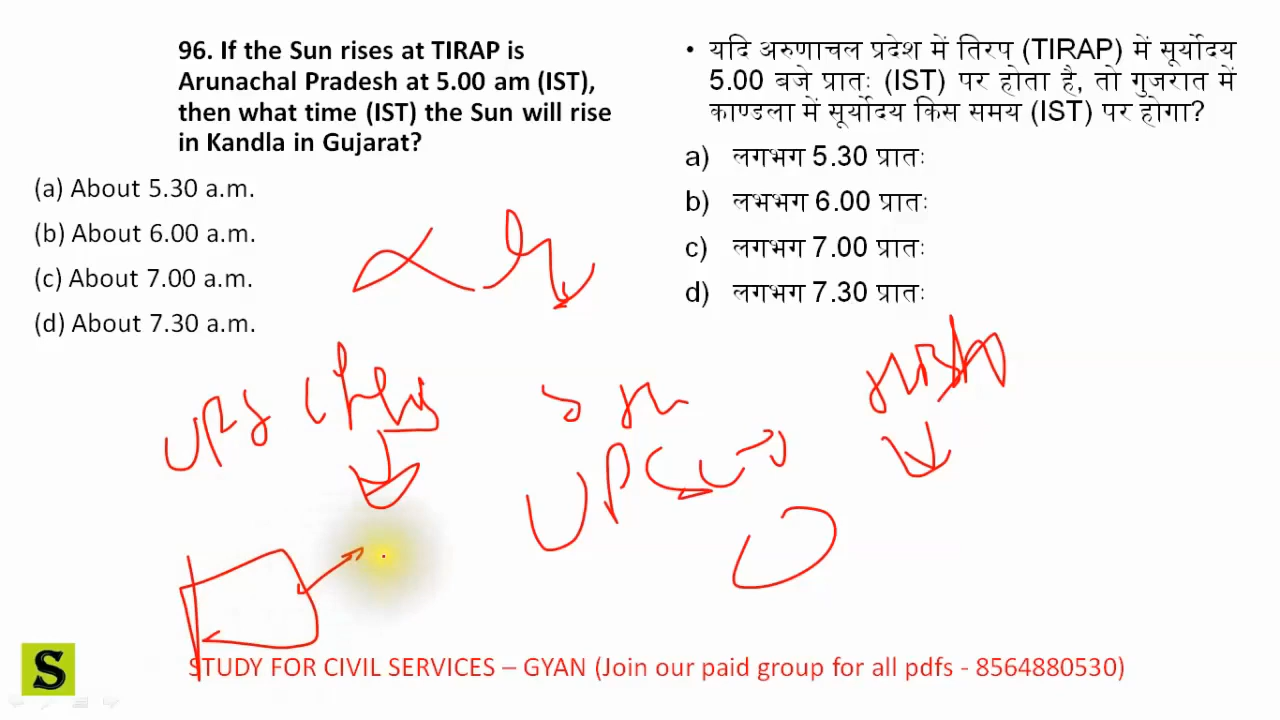 96. If the Sun rises at TIRAP is
Arunachal Pradesh at 5.00 am (IST),
then what time (IST) the Sun will rise
in Kandla in Gujarat?
(a) About 5.30 a.m.
(b) About 6.00 a.m.
(c) About 7.00 a.m.
(d) About 7.30 a.m.
• यदि अरुणाचल प्रदेश में तिरप (TIRAP) में सूर्योदय
5.00 बजे प्रातः (IST) पर होता है, तो गुजरात में
काण्डला में सूर्योदय किस समय (IST) पर होगा?
a) लगभग 5.30 प्रातः
b) लभभग 6.00 प्रातः
c) लगभग 7.00 प्रातः
d) लगभग 7.30 प्रातः
S
STUDY FOR CIVIL SERVICES – GYAN (Join our paid group for all pdfs - 8564880530)